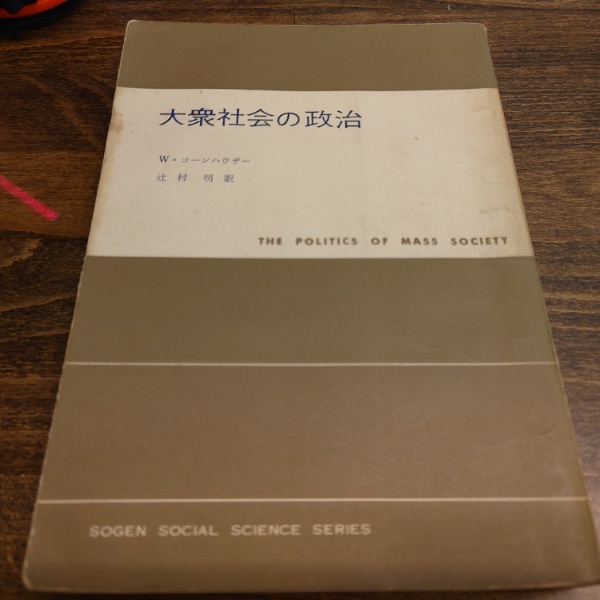 大衆社会の政治
W・コーンハウザー
辻村 明訳
THE POLITICS OF MASS SOCIETY
SOGEN SOCIAL SCIENCE SERIES